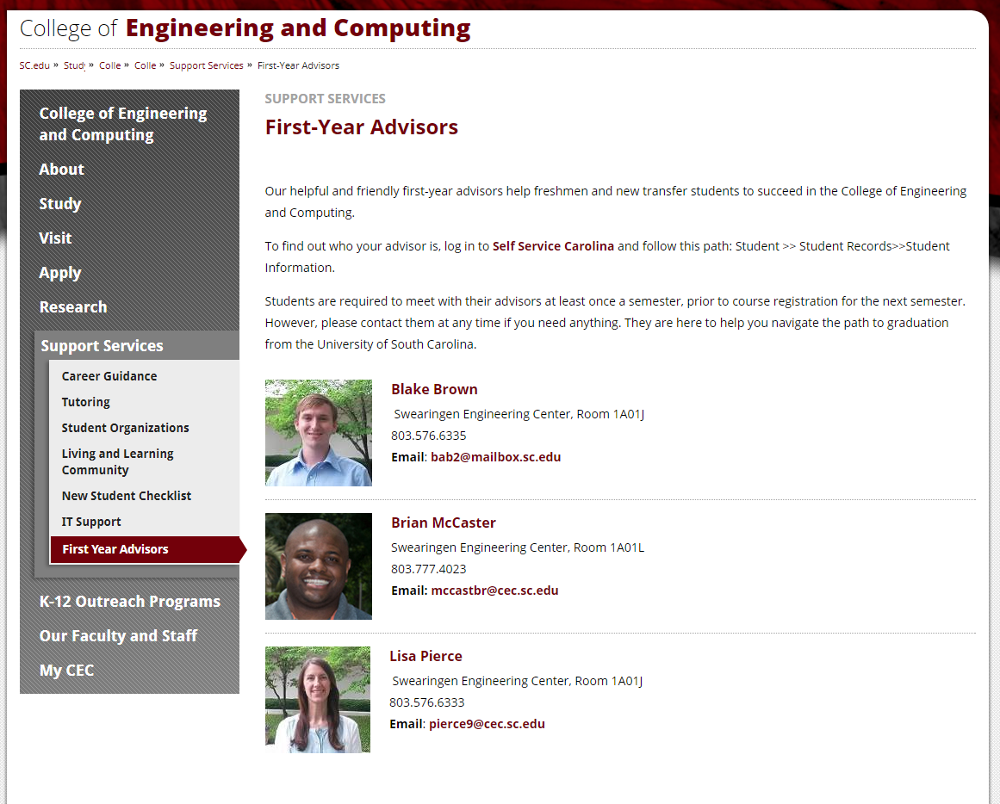 College of Engineering and Computing
SC.edu » Study » Colle » Colle » Support Services » First-Year Advisors
College of Engineering
and Computing
About
Study
Visit
Apply
Research
Support Services
Career Guidance
Tutoring
Student Organizations
Living and Learning
Community
New Student Checklist
IT Support
First Year Advisors
K-12 Outreach Programs
Our Faculty and Staff
My CEC
SUPPORT SERVICES
First-Year Advisors
Our helpful and friendly first-year advisors help freshmen and new transfer students to succeed in the College of Engineering
and Computing.
To find out who your advisor is, log in to Self Service Carolina and follow this path: Student >> Student Records>>Student
Information.
Students are required to meet with their advisors at least once a semester, prior to course registration for the next semester.
However, please contact them at any time if you need anything. They are here to help you navigate the path to graduation
from the University of South Carolina.
Blake Brown
Swearingen Engineering Center, Room 1A01J
803.576.6335
Email: bab2@mailbox.sc.edu
Brian McCaster
Swearingen Engineering Center, Room 1A01L
803.777.4023
Email: mccastbr@cec.sc.edu
Lisa Pierce
Swearingen Engineering Center, Room 1A01J
803.576.6333
Email: pierce9@cec.sc.edu